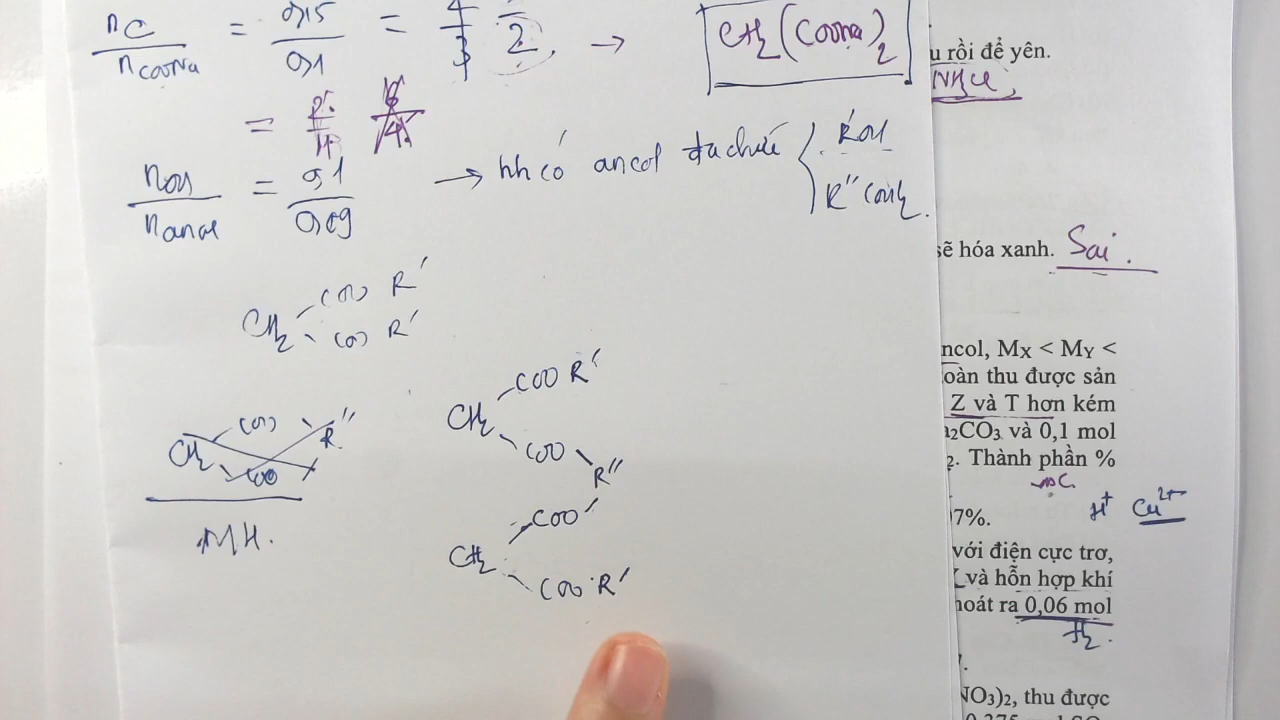 nC / nCOONa = 0,15 / 0,1 = / 2 → CH2(COONa)2
nOH / nancol = 0,1 / 0,09 → hh có ancol đa chức { R'OH
R''(OH)2.
CH2 COO R'
COO R'
CH2 COO R'
COO R''
COO
CH2 COO R'
CH2 COO R''
COO
MH.
u rồi để yên.
NH4Cl,
sẽ hóa xanh. Sai.
ncol, MX < MY <
oàn thu được sản
Z và T hơn kém
a2CO3 và 0,1 mol
2. Thành phần %
mC.
7%. H+ Cu2+
với điện cực trơ,
và hỗn hợp khí
hoát ra 0,06 mol
H2.
NO3)2, thu được